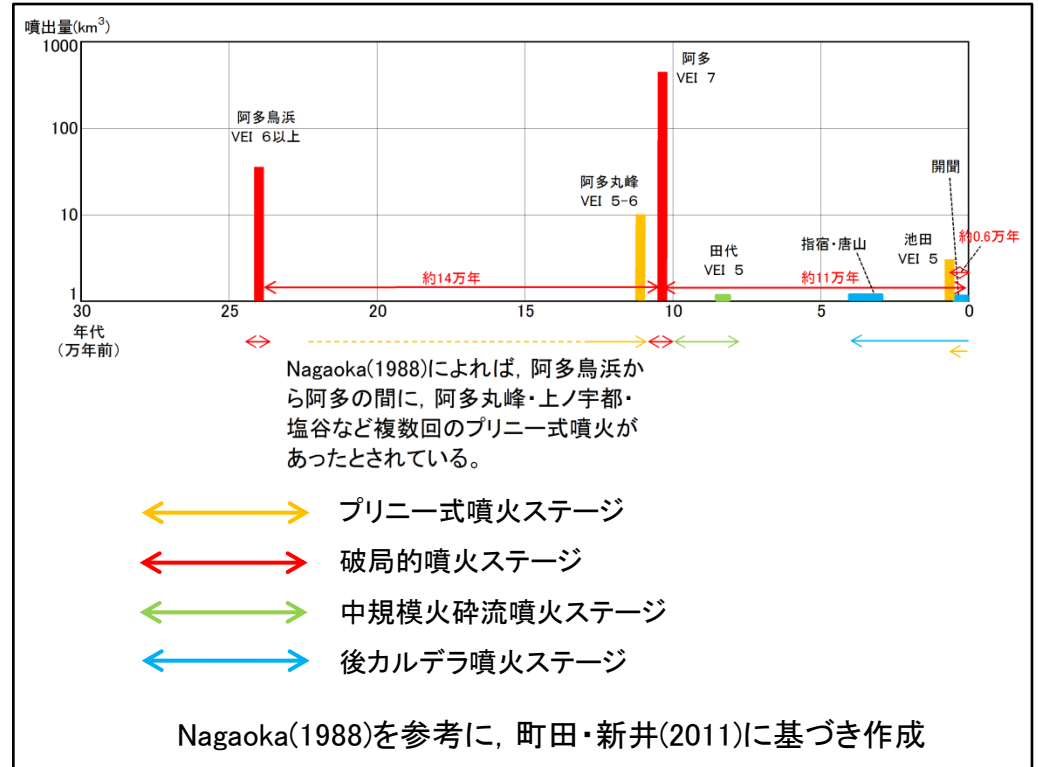 噴出量(km³)
1000
100
10
1
阿多鳥浜
VEI 6以上
阿多丸峰
VEI 5-6
阿多
VEI 7
田代
VEI 5
指宿・唐山
池田
VEI 5
開聞
約0.6万年
約14万年
約11万年
30
25
20
15
10
5
0
年代
(万年前)
Nagaoka(1988)によれば, 阿多鳥浜か
ら阿多の間に, 阿多丸峰・上ノ宇都・
塩谷など複数回のプリニー式噴火が
あったとされている。
プリニー式噴火ステージ
破局的噴火ステージ
中規模火砕流噴火ステージ
後カルデラ噴火ステージ
Nagaoka(1988)を参考に, 町田・新井(2011)に基づき作成